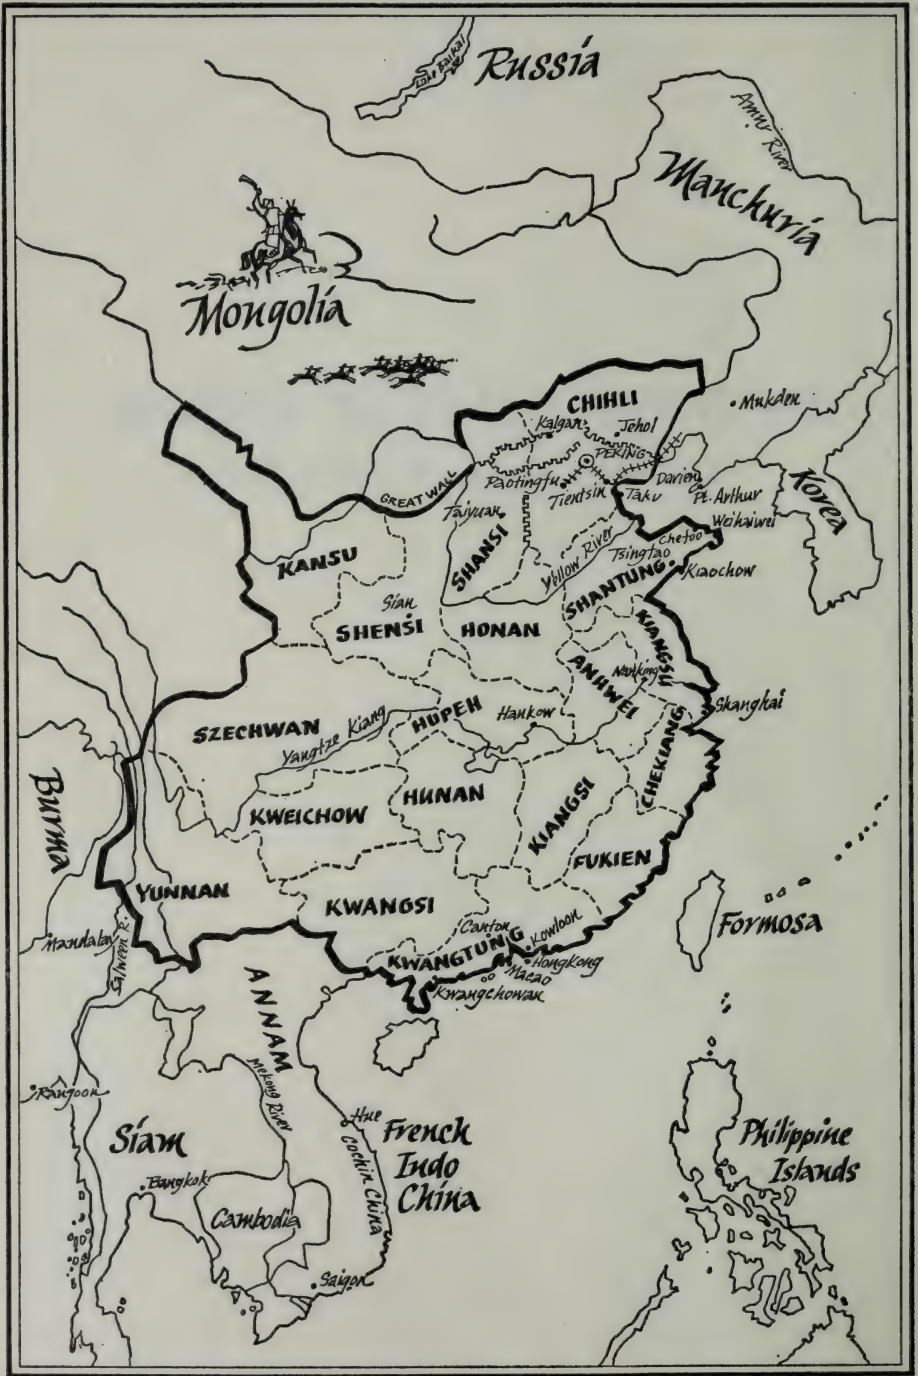 Lake Baikal
Russia
Amur River
Manchuria
Mongolia
CHIHLI
Mukden
Kalgan
Jehol
PEKING
GREAT WALL
Paotingfu
Tientsin
Taku
Darien
Pt. Arthur
Korea
Taiyuan
Weihaiwei
Chefoo
KANSU
SHANSI
Yellow River
Tsingtao
Kiaochow
SHANTUNG
Sian
SHENSI
HONAN
KIANGSU
ANHWEI
Nanking
Shanghai
SZECHWAN
Yangtze Kiang
HUPEH
Hankow
CHEKIANG
Burma
KWEICHOW
HUNAN
KIANGSI
FUKIEN
YUNNAN
KWANGSI
Formosa
Mandalay
Salween R.
Canton
Kowloon
KWANGTUNG
Hongkong
Macao
Kwangchowan
ANNAM
Mekong River
Rangoon
Hue
Siam
French
Indo
China
Cochin China
Philippine
Islands
Bangkok
Cambodia
Saigon